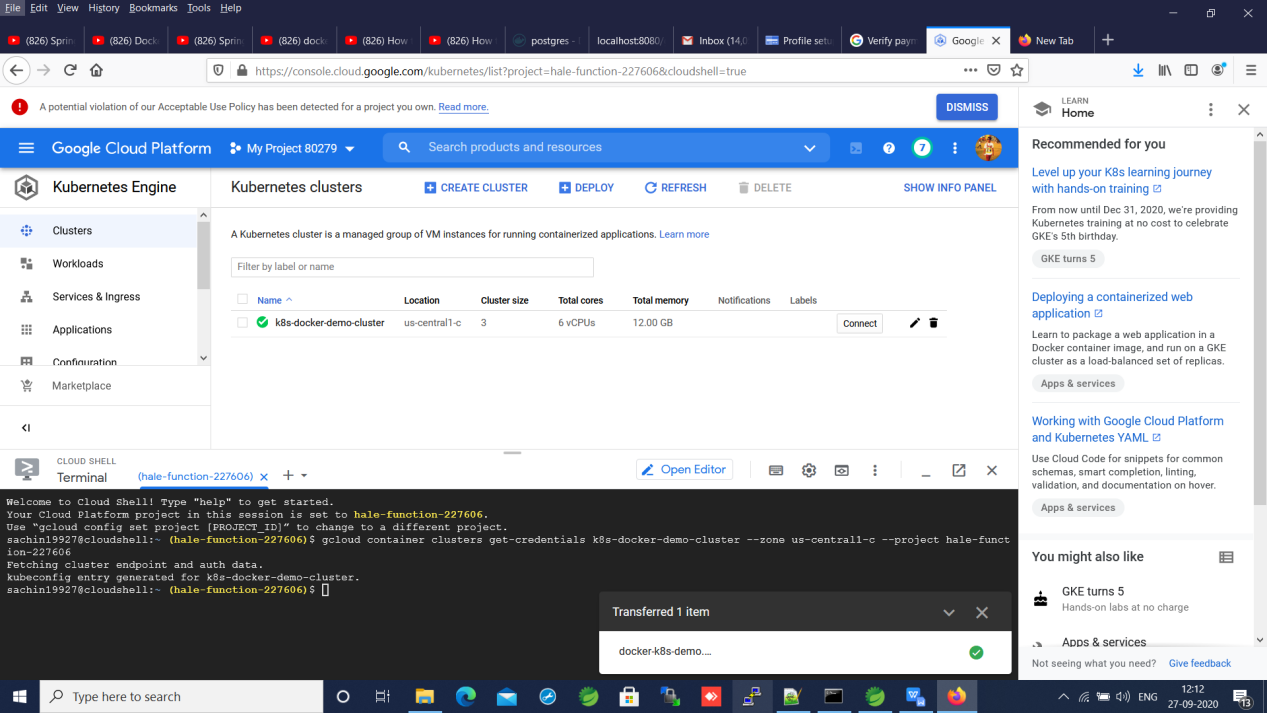 File Edit View History Bookmarks Tools Help
(826) Sprin
(826) Dock
(826) Sprin
(826) docke
(826) How
(826) How
postgres -
localhost:8080/
Inbox (14,0
Profile setu
Verify paym
Google
New Tab
https://console.cloud.google.com/kubernetes/list?project=hale-function-227606&cloudshell=true
A potential violation of our Acceptable Use Policy has been detected for a project you own. Read more.
DISMISS
Google Cloud Platform
My Project 80279
Search products and resources
7
Kubernetes Engine
Clusters
Workloads
Services & Ingress
Applications
Configuration
Marketplace
Kubernetes clusters
CREATE CLUSTER
DEPLOY
REFRESH
DELETE
SHOW INFO PANEL
A Kubernetes cluster is a managed group of VM instances for running containerized applications. Learn more
Filter by label or name
Name Location Cluster size Total cores Total memory Notifications Labels
k8s-docker-demo-cluster us-central1-c 3 6 vCPUs 12.00 GB Connect
LEARN
Home
Recommended for you
Level up your K8s learning journey
with hands-on training
From now until Dec 31, 2020, we're providing
Kubernetes training at no cost to celebrate
GKE's 5th birthday.
GKE turns 5
Deploying a containerized web
application
Learn to package a web application in a
Docker container image, and run on a GKE
cluster as a load-balanced set of replicas.
Apps & services
Working with Google Cloud Platform
and Kubernetes YAML
Use Cloud Code for snippets for common
schemas, smart completion, linting,
validation, and documentation on hover.
Apps & services
You might also like
GKE turns 5
Hands-on labs at no charge
Apps & services
Not seeing what you need? Give feedback
CLOUD SHELL
Terminal
(hale-function-227606)
Open Editor
Welcome to Cloud Shell! Type "help" to get started.
Your Cloud Platform project in this session is set to hale-function-227606.
Use “gcloud config set project [PROJECT_ID]” to change to a different project.
sachin19927@cloudshell:~ (hale-function-227606)$ gcloud container clusters get-credentials k8s-docker-demo-cluster --zone us-central1-c --project hale-funct
ion-227606
Fetching cluster endpoint and auth data.
kubeconfig entry generated for k8s-docker-demo-cluster.
sachin19927@cloudshell:~ (hale-function-227606)$
Transferred 1 item
docker-k8s-demo....
Type here to search
ENG
12:12
27-09-2020
13